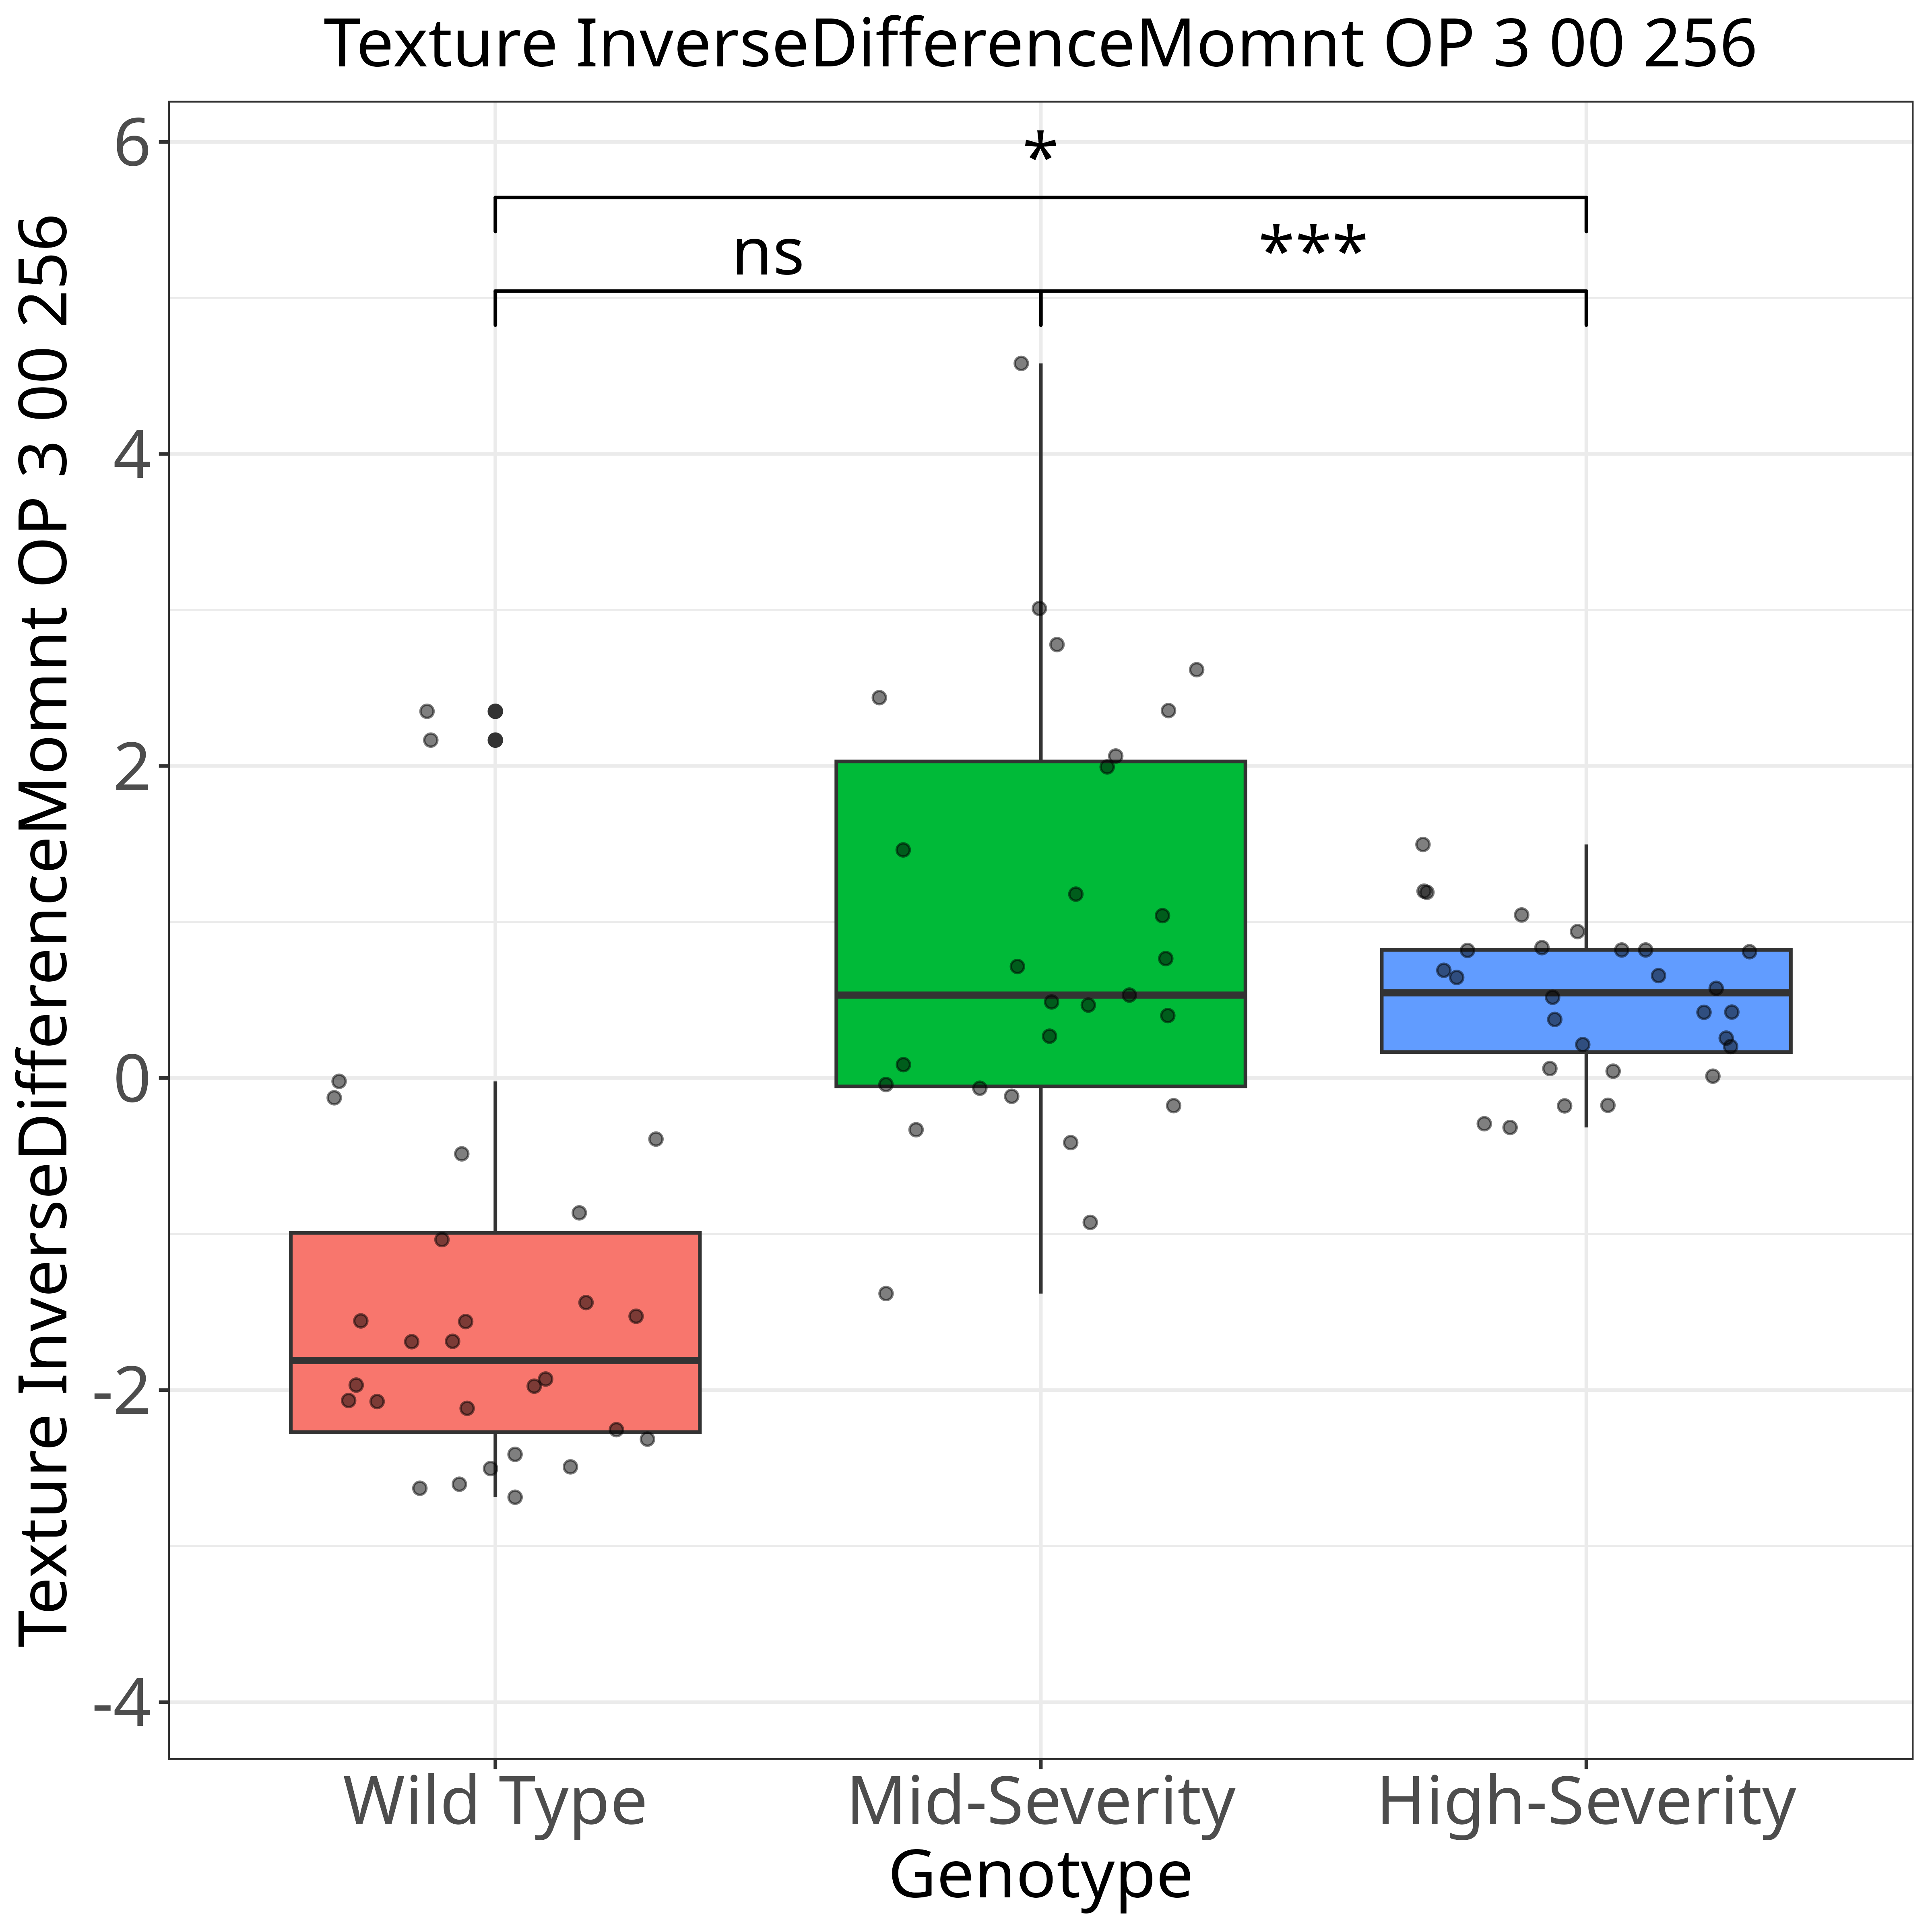 Texture InverseDifferenceMomnt OP 3 00 256
Texture InverseDifferenceMomnt OP 3 00 256
6
4
2
0
-2
-4
*
ns
***
Wild Type
Mid-Severity
High-Severity
Genotype